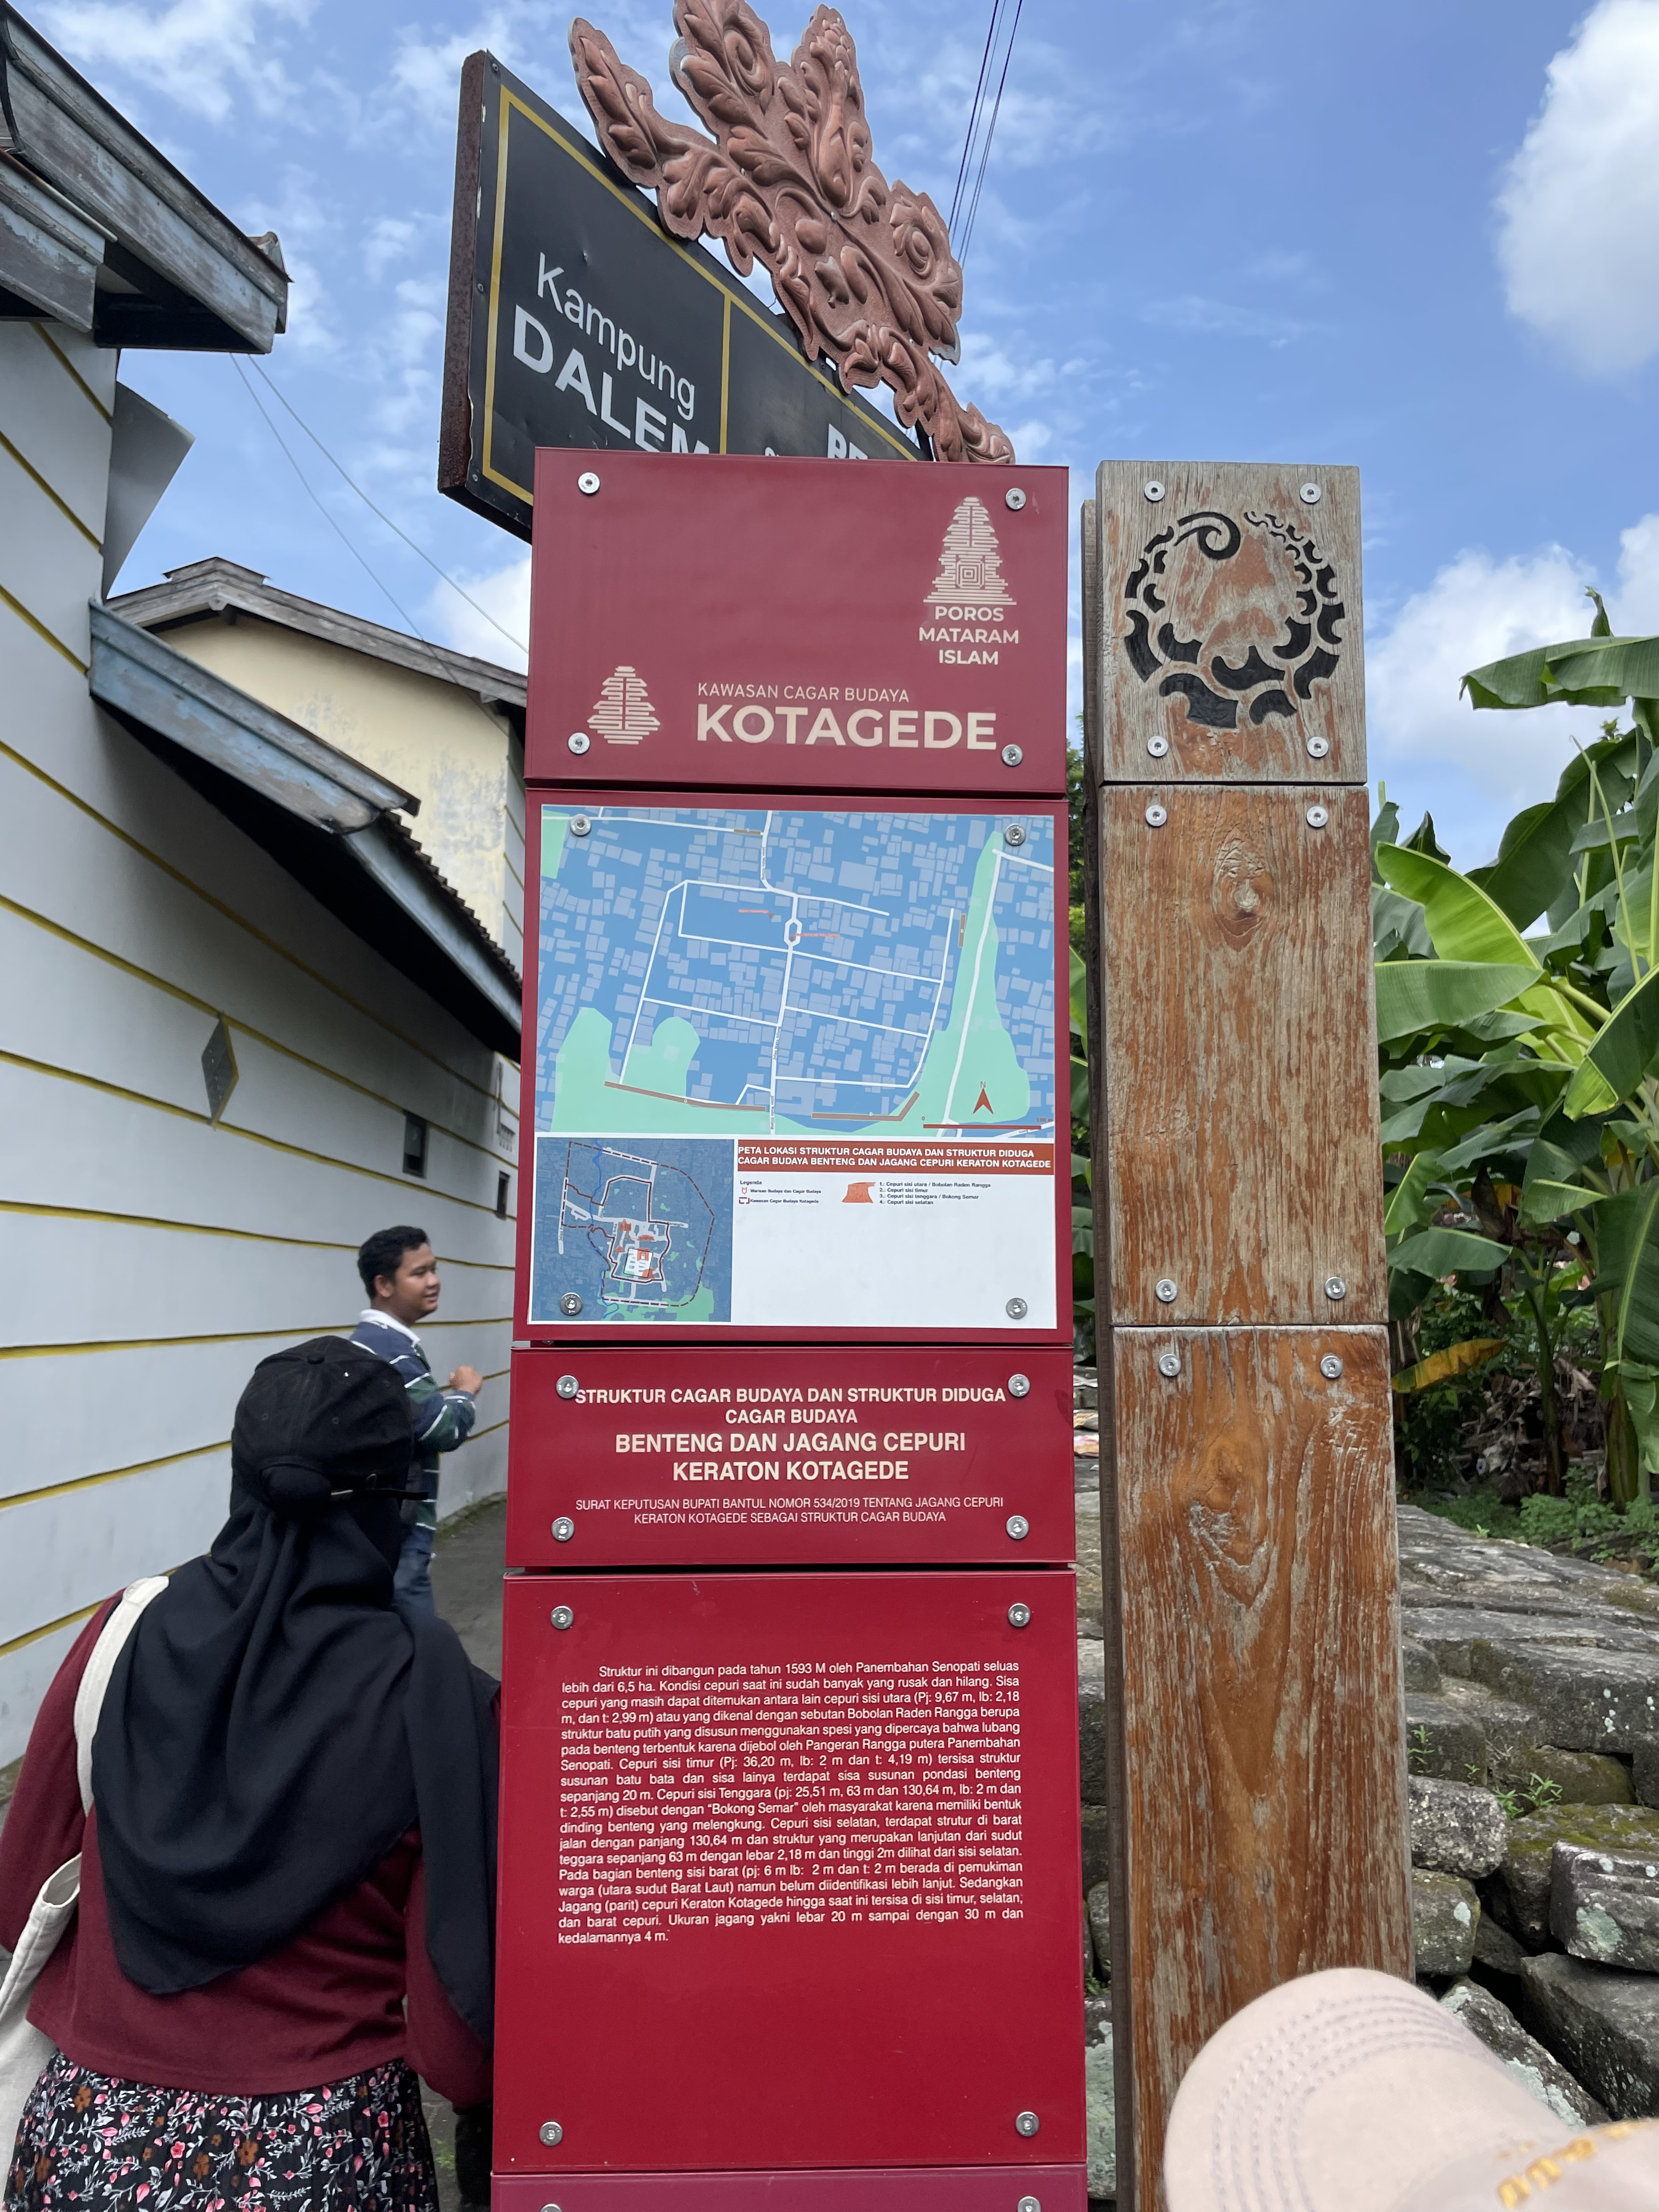 Kampung
DALEM
POROS
MATARAM
ISLAM
KAWASAN CAGAR BUDAYA
KOTAGEDE
N
PETA LOKASI STRUKTUR CAGAR BUDAYA DAN STRUKTUR DIDUGA
CAGAR BUDAYA BENTENG DAN JAGANG CEPURI KERATON KOTAGEDE
Legenda
Warisan Budaya dan Cagar Budaya
Kawasan Cagar Budaya Kotagede
1.: Cepuri sisi utara / Bobolan Raden Rangga
2.: Cepuri sisi timur
3.: Cepuri sisi tenggara / Bokong Semar
4.: Cepuri sisi selatan
STRUKTUR CAGAR BUDAYA DAN STRUKTUR DIDUGA
CAGAR BUDAYA
BENTENG DAN JAGANG CEPURI
KERATON KOTAGEDE
SURAT KEPUTUSAN BUPATI BANTUL NOMOR 534/2019 TENTANG JAGANG CEPURI
KERATON KOTAGEDE SEBAGAI STRUKTUR CAGAR BUDAYA
Struktur ini dibangun pada tahun 1593 M oleh Panembahan Senopati seluas
lebih dari 6,5 ha. Kondisi cepuri saat ini sudah banyak yang rusak dan hilang. Sisa
cepuri yang masih dapat ditemukan antara lain cepuri sisi utara (Pj: 9,67 m, lb: 2,18
m, dan t: 2,99 m) atau yang dikenal dengan sebutan Bobolan Raden Rangga berupa
struktur batu putih yang disusun menggunakan spesi yang dipercaya bahwa lubang
pada benteng terbentuk karena dijebol oleh Pangeran Rangga putera Panembahan
Senopati. Cepuri sisi timur (Pj: 36,20 m, lb: 2 m dan t: 4,19 m) tersisa struktur
susunan batu bata dan sisa lainya terdapat sisa susunan pondasi benteng
sepanjang 20 m. Cepuri sisi Tenggara (pj: 25,51 m, 63 m dan 130,64 m, lb: 2 m dan
t: 2,55 m) disebut dengan “Bokong Semar” oleh masyarakat karena memiliki bentuk
dinding benteng yang melengkung. Cepuri sisi selatan, terdapat strutur di barat
jalan dengan panjang 130,64 m dan struktur yang merupakan lanjutan dari sudut
teggara sepanjang 63 m dengan lebar 2,18 m dan tinggi 2m dilihat dari sisi selatan.
Pada bagian benteng sisi barat (pj: 6 m lb: 2 m dan t: 2 m berada di pemukiman
warga (utara sudut Barat Laut) namun belum diidentifikasi lebih lanjut. Sedangkan
Jagang (parit) cepuri Keraton Kotagede hingga saat ini tersisa di sisi timur, selatan,
dan barat cepuri. Ukuran jagang yakni lebar 20 m sampai dengan 30 m dan
kedalamannya 4 m.